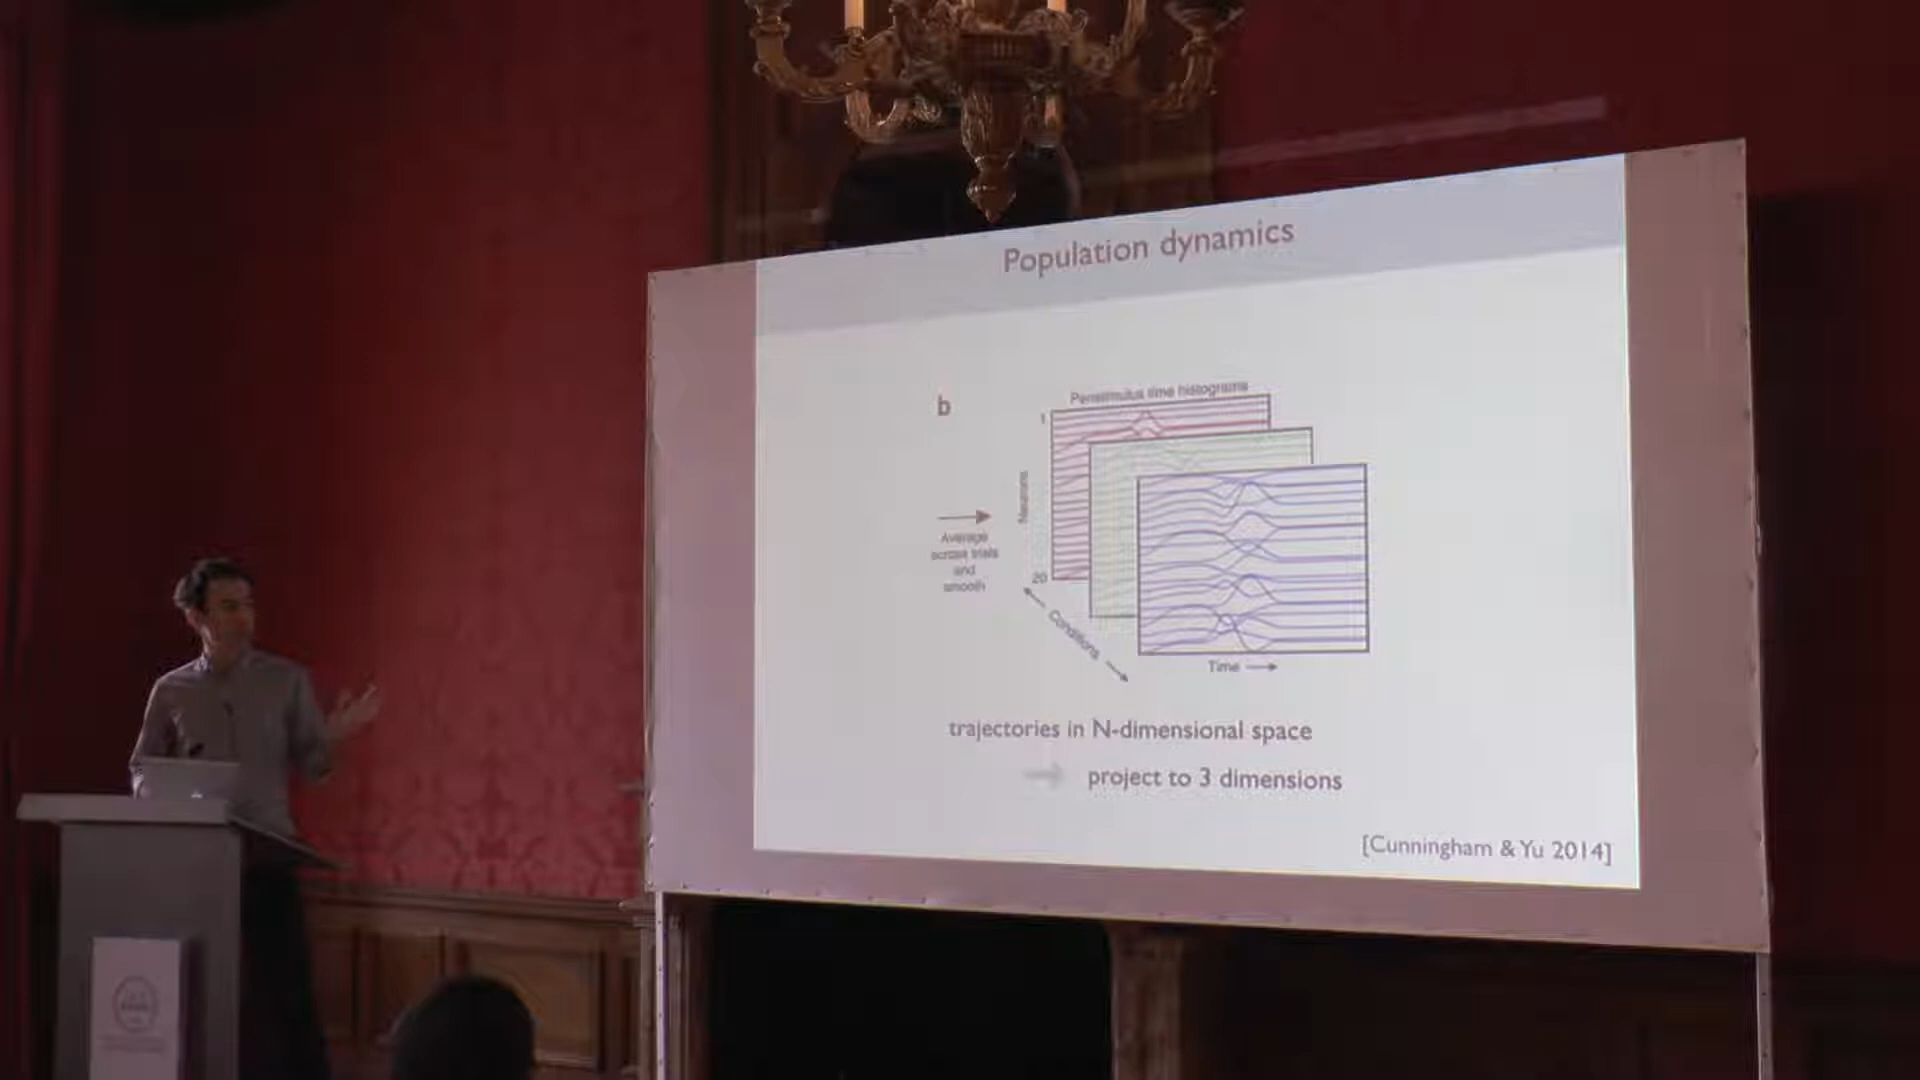 Population dynamics
b
Peristimulus time histograms
1
Neurons
20
Average
across trials
and
smooth
Conditions
Time
trajectories in N-dimensional space
project to 3 dimensions
[Cunningham & Yu 2014]